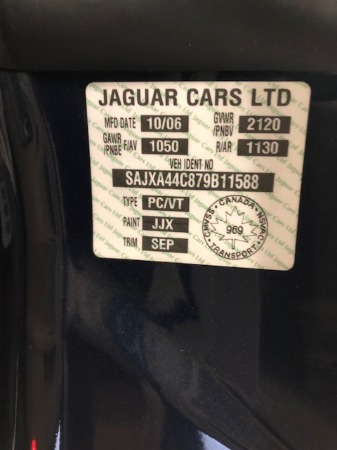 JAGUAR CARS LTD
MFD DATE 10/06 GVWR /PNBV 2120
GAWR PNBE F/AV 1050 R/AR 1130
VEH IDENT NO
SAJXA44C879B11588
TYPE PC/VT
PAINT JJX
TRIM SEP
CANADA
CMVSS NSVAC
969
TRANSPORT